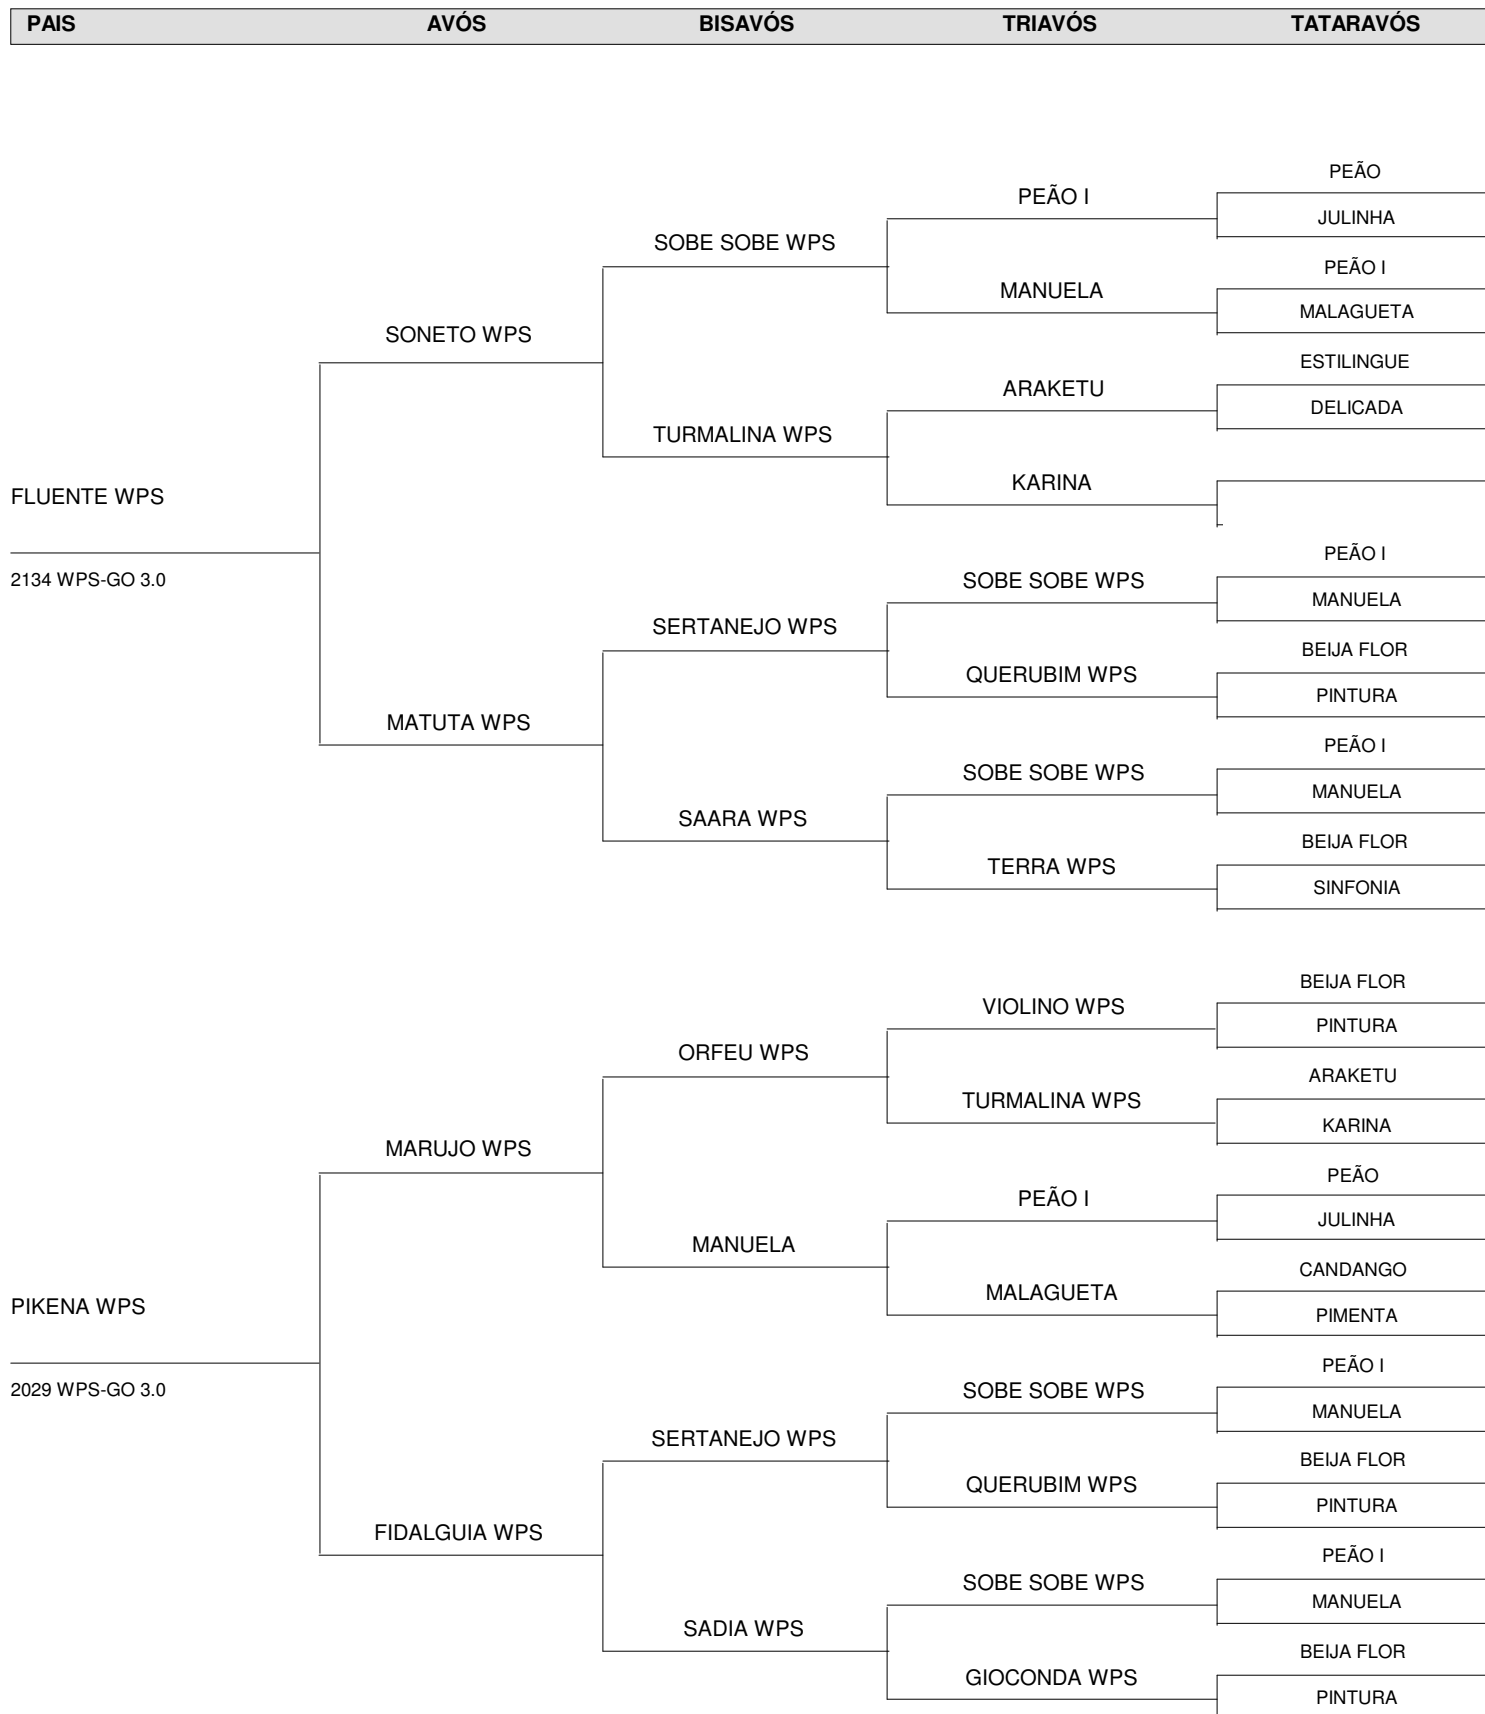 PAIS AVÓS BISAVÓS TRIAVÓS TATARAVÓS
PEÃO
PEÃO I
JULINHA
SOBE SOBE WPS
PEÃO I
MANUELA
MALAGUETA
SONETO WPS
ESTILINGUE
ARAKETU
DELICADA
TURMALINA WPS
KARINA
FLUENTE WPS
PEÃO I
2134 WPS-GO 3.0
SOBE SOBE WPS
MANUELA
SERTANEJO WPS
BEIJA FLOR
QUERUBIM WPS
PINTURA
MATUTA WPS
PEÃO I
SOBE SOBE WPS
MANUELA
SAARA WPS
BEIJA FLOR
TERRA WPS
SINFONIA
BEIJA FLOR
VIOLINO WPS
PINTURA
ORFEU WPS
ARAKETU
TURMALINA WPS
KARINA
MARUJO WPS
PEÃO
PEÃO I
JULINHA
MANUELA
CANDANGO
MALAGUETA
PIKENA WPS
PIMENTA
PEÃO I
2029 WPS-GO 3.0
SOBE SOBE WPS
MANUELA
SERTANEJO WPS
BEIJA FLOR
QUERUBIM WPS
PINTURA
FIDALGUIA WPS
PEÃO I
SOBE SOBE WPS
MANUELA
SADIA WPS
BEIJA FLOR
GIOCONDA WPS
PINTURA